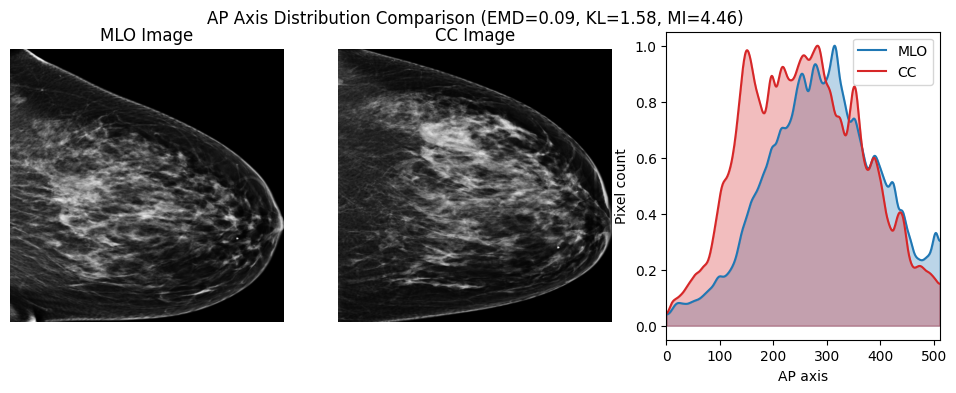 AP Axis Distribution Comparison (EMD=0.09, KL=1.58, MI=4.46)
MLO Image
CC Image
MLO
CC
Pixel count
1.0
0.8
0.6
0.4
0.2
0.0
0 100 200 300 400 500
AP axis